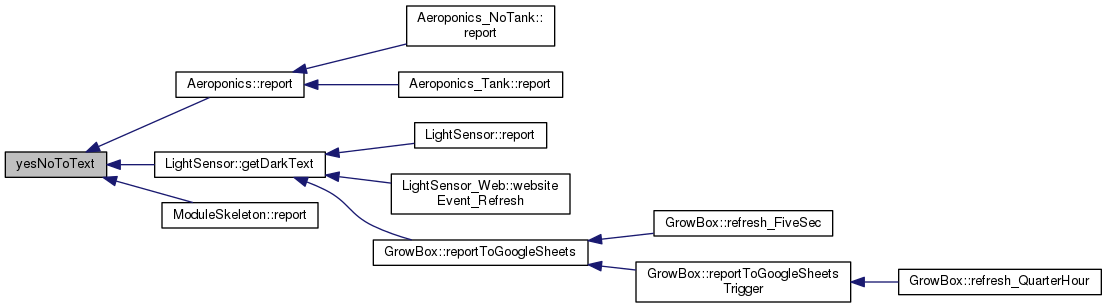 Aeroponics_NoTank::
report
Aeroponics::report
Aeroponics_Tank::report
LightSensor::report
yesNoToText
LightSensor::getDarkText
LightSensor_Web::website
Event_Refresh
ModuleSkeleton::report
GrowBox::refresh_FiveSec
GrowBox::reportToGoogleSheets
GrowBox::reportToGoogleSheets
Trigger
GrowBox::refresh_QuarterHour